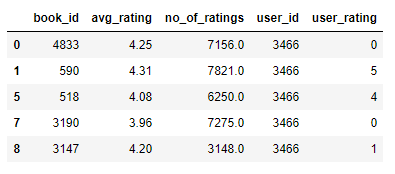 book_id avg_rating no_of_ratings user_id user_rating
0 4833 4.25 7156.0 3466 0
1 590 4.31 7821.0 3466 5
5 518 4.08 6250.0 3466 4
7 3190 3.96 7275.0 3466 0
8 3147 4.20 3148.0 3466 1